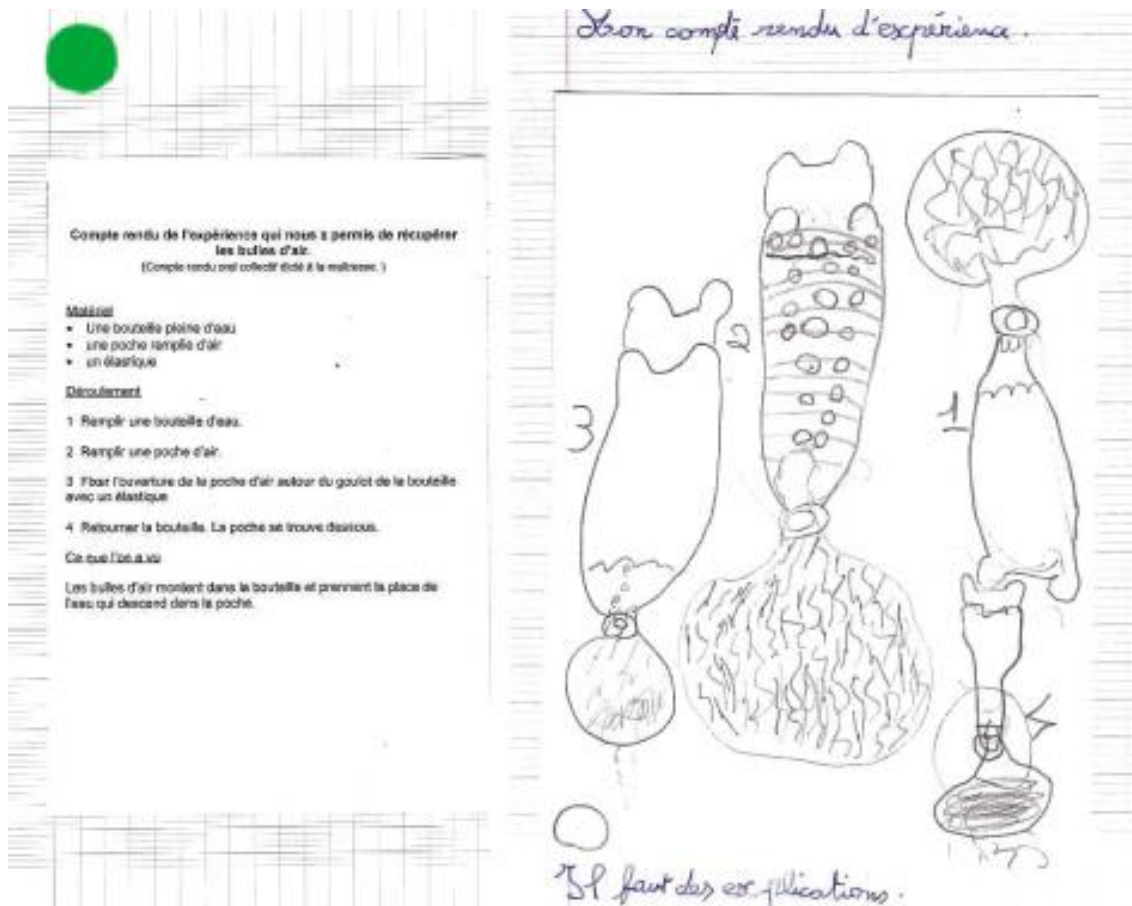 Compte rendu de l'expérience qui nous a permis de récupérer
les bulles d'air.
(Compte rendu oral collectif dicté à la maîtresse. )
Matériel
• Une bouteille pleine d'eau
• une poche remplie d'air
• un élastique
Déroulement
1 Remplir une bouteille d'eau.
2 Remplir une poche d'air.
3 Fixer l'ouverture de la poche d'air autour du goulot de la bouteille
avec un élastique
4 Retourner la bouteille. La poche se trouve dessous.
Ce que l'on a vu
Les bulles d'air montent dans la bouteille et prennent la place de
l'eau qui descend dans la poche.
Mon compte rendu d'expérience.
3
2
1
Il faut des explications.